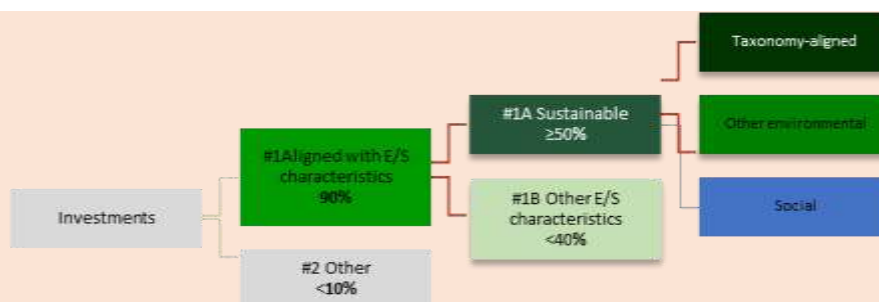 Taxonomy-aligned
#1A Sustainable
≥50%
Other environmental
#1Aligned with E/S
characteristics
90%
#1B Other E/S
characteristics
<40%
Social
Investments
#2 Other
<10%